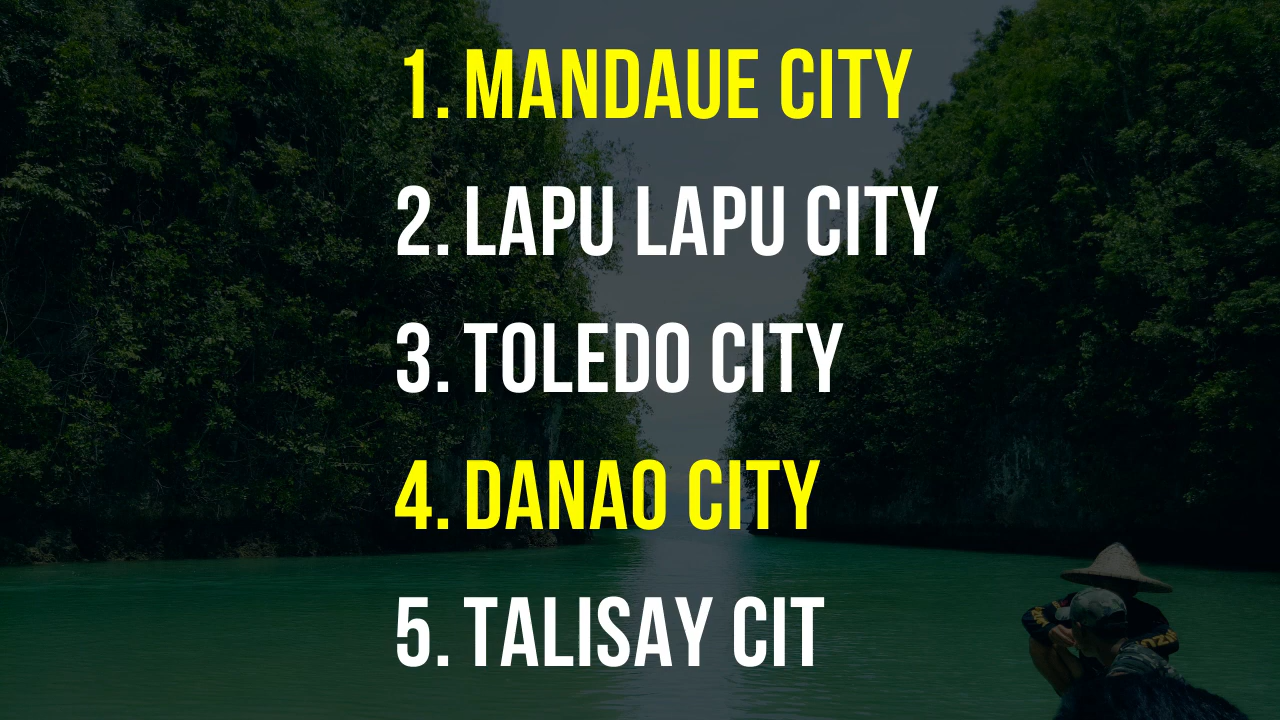 1. MANDAUE CITY
2. LAPU LAPU CITY
3. TOLEDO CITY
4. DANAO CITY
5. TALISAY CIT